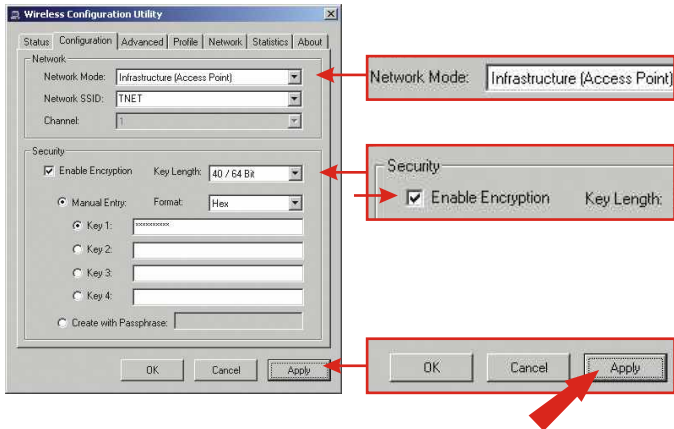 Wireless Configuration Utility
Status Configuration Advanced Profile Network Statistics About
Network
Network Mode: Infrastructure (Access Point)
Network SSID: TNET
Channel: 1
Security
Enable Encryption Key Length: 40 / 64 Bit
Manual Entry: Format: Hex
Key 1: **********
Key 2:
Key 3:
Key 4:
Create with Passphrase:
OK Cancel Apply
Network Mode: Infrastructure (Access Point)
Security
Enable Encryption Key Length:
OK Cancel Apply